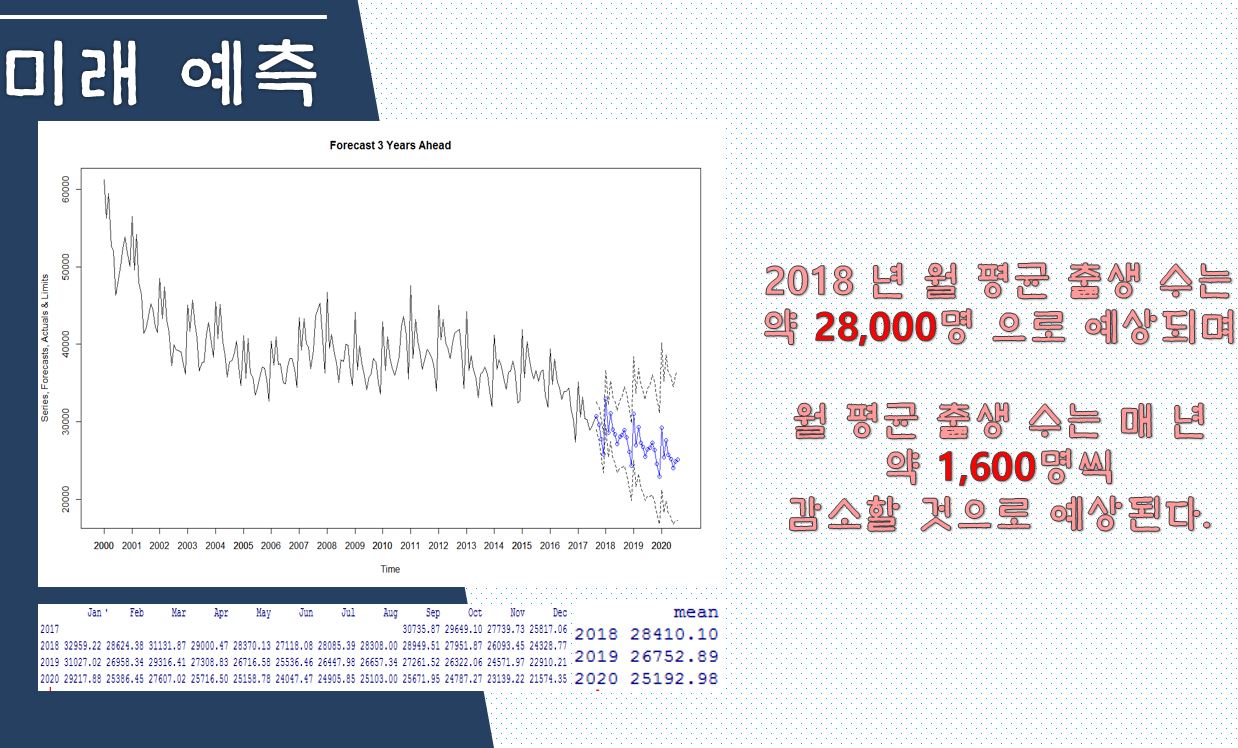 미래 예측
Forecast 3 Years Ahead
Series, Forecasts, Actuals & Limits
60000
50000
40000
30000
20000
2000 2001 2002 2003 2004 2005 2006 2007 2008 2009 2010 2011 2012 2013 2014 2015 2016 2017 2018 2019 2020
Time
2018 년 월 평균 출생 수는
약 28,000명 으로 예상되며
월 평균 출생 수는 매 년
약 1,600명씩
감소할 것으로 예상된다.
Jan Feb Mar Apr May Jun Jul Aug Sep Oct Nov Dec
2017 30735.87 29649.10 27739.73 25817.06
2018 32959.22 28624.38 31131.87 29000.47 28370.13 27118.08 28085.39 28308.00 28949.51 27951.87 26093.45 24328.77
2019 31027.02 26958.34 29316.41 27308.83 26716.58 25536.46 26447.98 26657.34 27261.52 26322.06 24571.97 22910.21
2020 29217.88 25386.45 27607.02 25716.50 25158.78 24047.47 24905.85 25103.00 25671.95 24787.27 23139.22 21574.35
mean
2018 28410.10
2019 26752.89
2020 25192.98